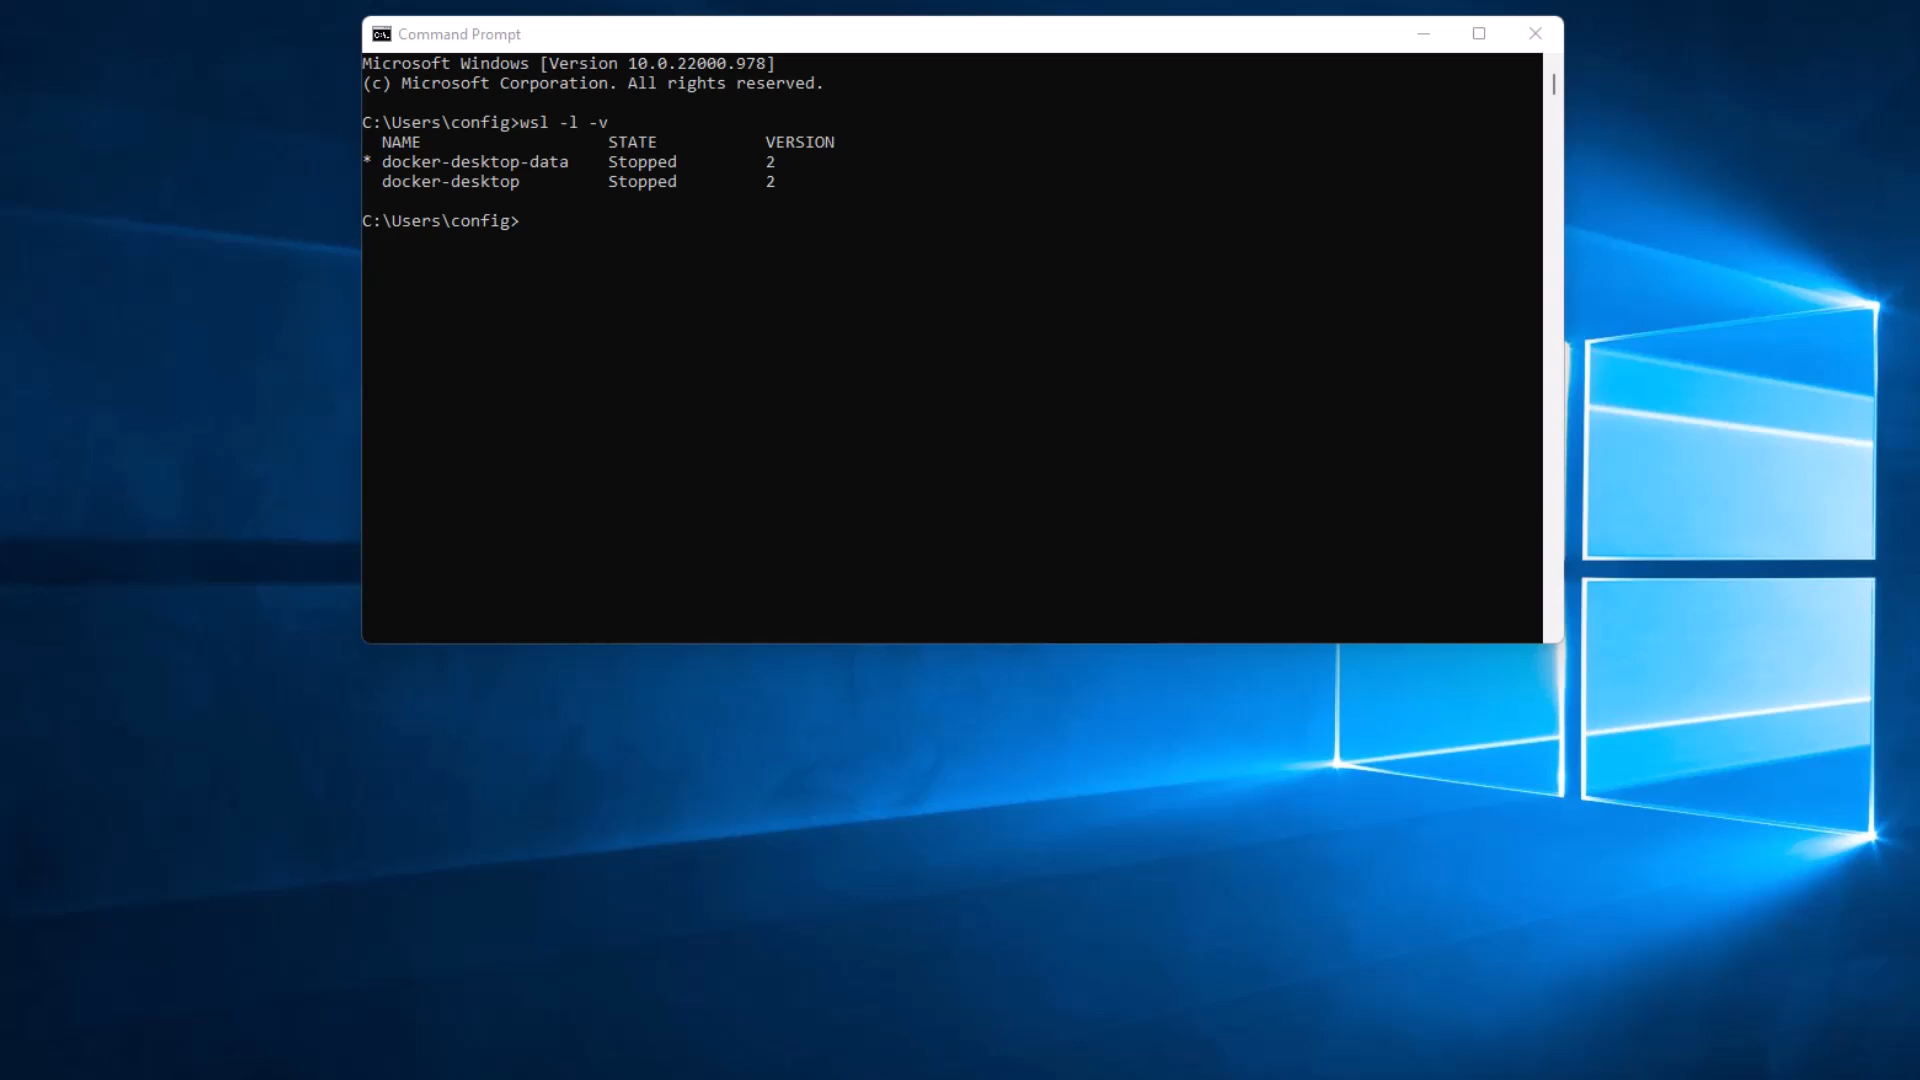 Command Prompt
Microsoft Windows [Version 10.0.22000.978]
(c) Microsoft Corporation. All rights reserved.
C:\Users\config>wsl -l -v
NAME STATE VERSION
* docker-desktop-data Stopped 2
docker-desktop Stopped 2
C:\Users\config>